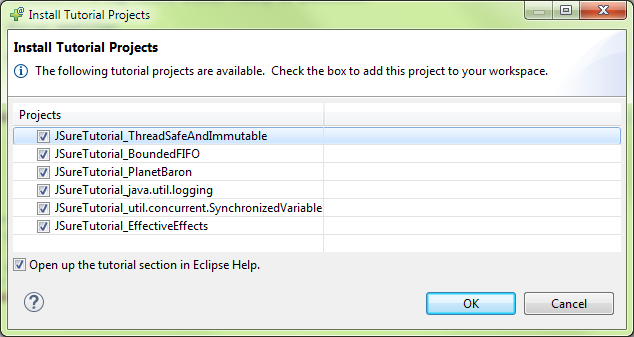 Install Tutorial Projects
Install Tutorial Projects
The following tutorial projects are available. Check the box to add this project to your workspace.
Projects
JSureTutorial_ThreadSafeAndImmutable
JSureTutorial_BoundedFIFO
JSureTutorial_PlanetBaron
JSureTutorial_java.util.logging
JSureTutorial_util.concurrent.SynchronizedVariable
JSureTutorial_EffectiveEffects
Open up the tutorial section in Eclipse Help.
OK
Cancel